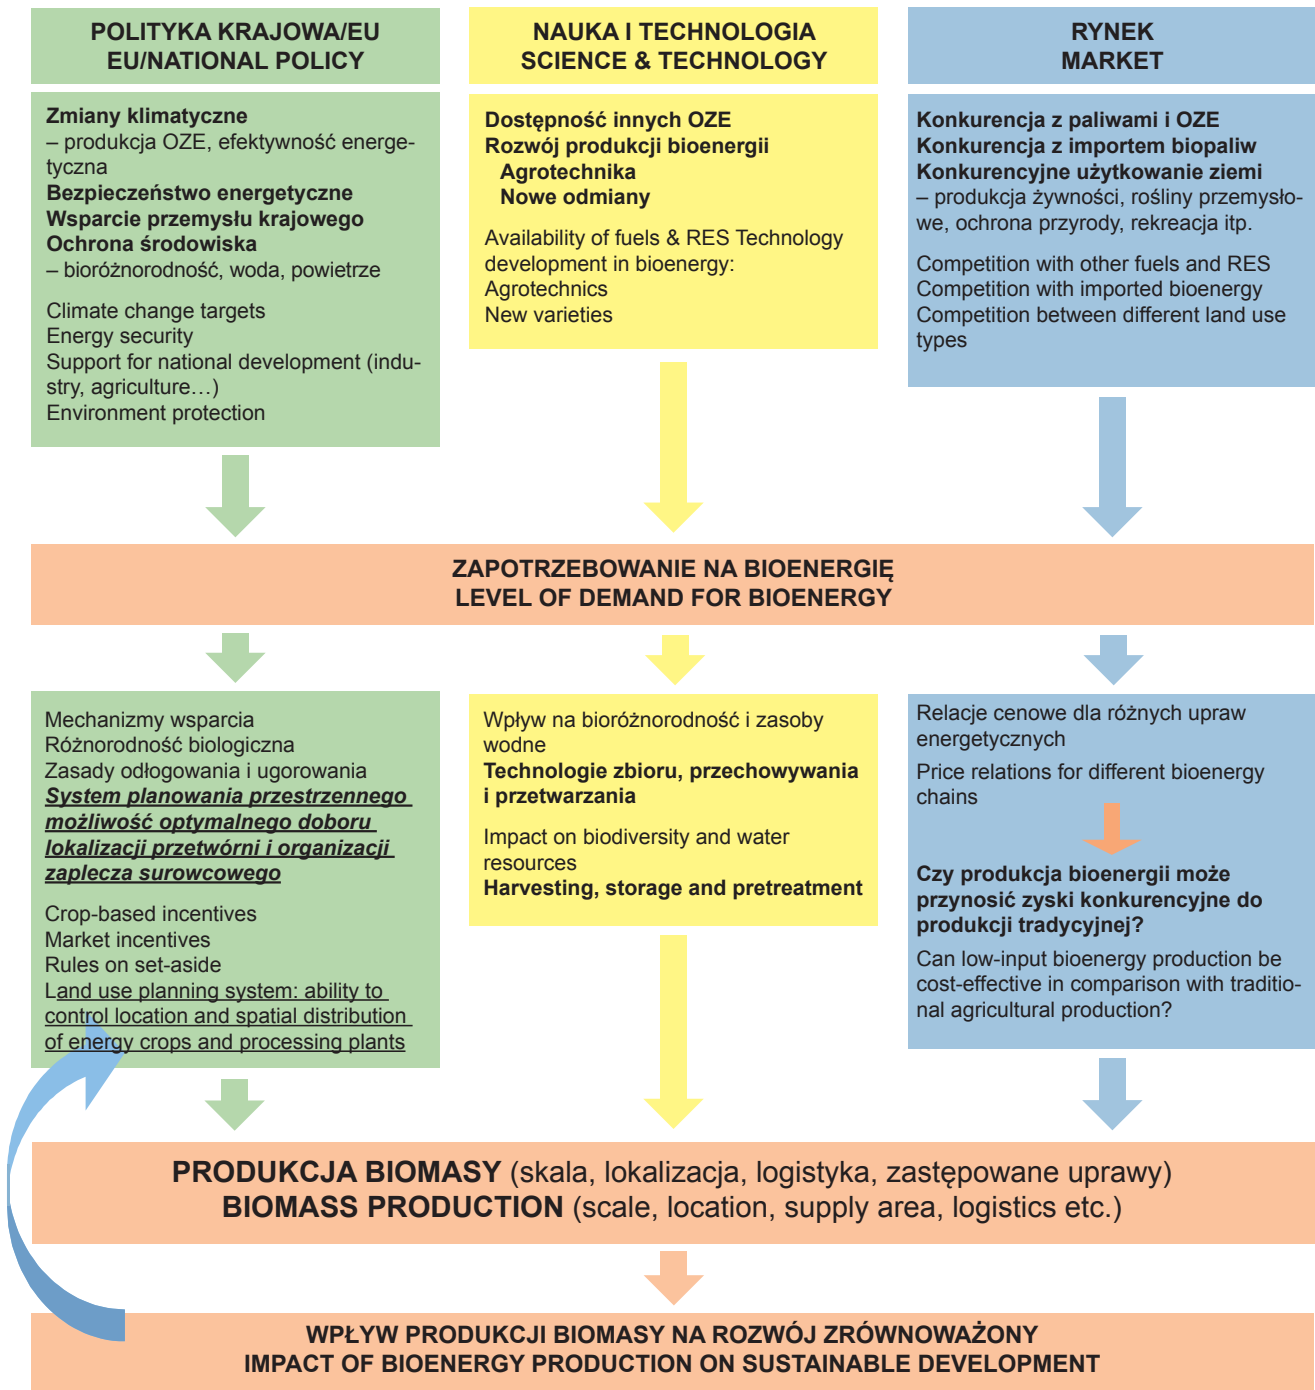 POLITYKA KRAJOWA/EU
EU/NATIONAL POLICY
NAUKA I TECHNOLOGIA
SCIENCE & TECHNOLOGY
RYNEK
MARKET
Zmiany klimatyczne
– produkcja OZE, efektywność energe-
tyczna
Bezpieczeństwo energetyczne
Wsparcie przemysłu krajowego
Ochrona środowiska
– bioróżnorodność, woda, powietrze
Climate change targets
Energy security
Support for national development (indu-
stry, agriculture…)
Environment protection
Dostępność innych OZE
Rozwój produkcji bioenergii
Agrotechnika
Nowe odmiany
Availability of fuels & RES Technology
development in bioenergy:
Agrotechnics
New varieties
Konkurencja z paliwami i OZE
Konkurencja z importem biopaliw
Konkurencyjne użytkowanie ziemi
– produkcja żywności, rośliny przemysło-
we, ochrona przyrody, rekreacja itp.
Competition with other fuels and RES
Competition with imported bioenergy
Competition between different land use
types
ZAPOTRZEBOWANIE NA BIOENERGIĘ
LEVEL OF DEMAND FOR BIOENERGY
Mechanizmy wsparcia
Różnorodność biologiczna
Zasady odłogowania i ugorowania
System planowania przestrzennego
możliwość optymalnego doboru
lokalizacji przetwórni i organizacji
zaplecza surowcowego
Crop-based incentives
Market incentives
Rules on set-aside
Land use planning system: ability to
control location and spatial distribution
of energy crops and processing plants
Wpływ na bioróżnorodność i zasoby
wodne
Technologie zbioru, przechowywania
i przetwarzania
Impact on biodiversity and water
resources
Harvesting, storage and pretreatment
Relacje cenowe dla różnych upraw
energetycznych
Price relations for different bioenergy
chains
Czy produkcja bioenergii może
przynosić zyski konkurencyjne do
produkcji tradycyjnej?
Can low-input bioenergy production be
cost-effective in comparison with traditio-
nal agricultural production?
PRODUKCJA BIOMASY (skala, lokalizacja, logistyka, zastępowane uprawy)
BIOMASS PRODUCTION (scale, location, supply area, logistics etc.)
WPŁYW PRODUKCJI BIOMASY NA ROZWÓJ ZRÓWNOWAŻONY
IMPACT OF BIOENERGY PRODUCTION ON SUSTAINABLE DEVELOPMENT